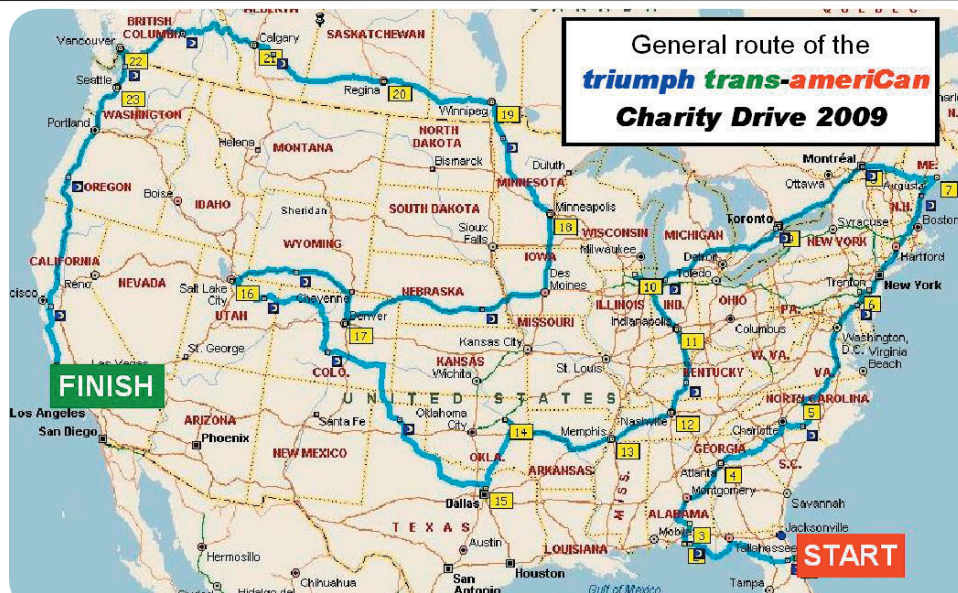 General route of the
triumph trans-ameriCan
Charity Drive 2009
BRITISH
COLUMBIA
SASKATCHEWAN
Vancouver
Calgary
22
21
Seattle
Regina
20
Winnipeg
19
23
WASHINGTON
Portland
NORTH
DAKOTA
Helena
MONTANA
Bismarck
Duluth
MINNESOTA
Montréal
ME.
Ottawa
Augusta
7
OREGON
Boise
IDAHO
Sheridan
SOUTH DAKOTA
Minneapolis
18
N.H.
Toronto
Syracuse
Boston
Sioux
Falls
WISCONSIN
MICHIGAN
NEW YORK
Milwaukee
Detroit
Hartford
WYOMING
IOWA
Toledo
CALIFORNIA
Reno
NEVADA
Salt Lake
City
16
Cheyenne
NEBRASKA
Des
Moines
10
ILLINOIS
IND.
OHIO
PA.
Trenton
New York
6
cisco
UTAH
Denver
17
MISSOURI
Indianapolis
11
Columbus
Washington,
D.C.
Virginia
Beach
Kansas City
W. VA.
VA.
St. George
COLO.
KANSAS
Wichita
St. Louis
KENTUCKY
Las Vegas
FINISH
UNITED STATES
NORTH CAROLINA
5
Los Angeles
ARIZONA
Santa Fe
Oklahoma
City
14
Memphis
13
Nashville
12
Charlotte
San Diego
Phoenix
NEW MEXICO
OKLA.
ARKANSAS
GEORGIA
S.C.
Atlanta
4
Dallas
15
MISS.
Montgomery
Savannah
ALABAMA
TEXAS
Mobile
3
Jacksonville
Austin
LOUISIANA
Tallahassee
START
Hermosillo
Houston
Chihuahua
San
Antonio
Gulf of Mexico
Tampa
Hidalgo del